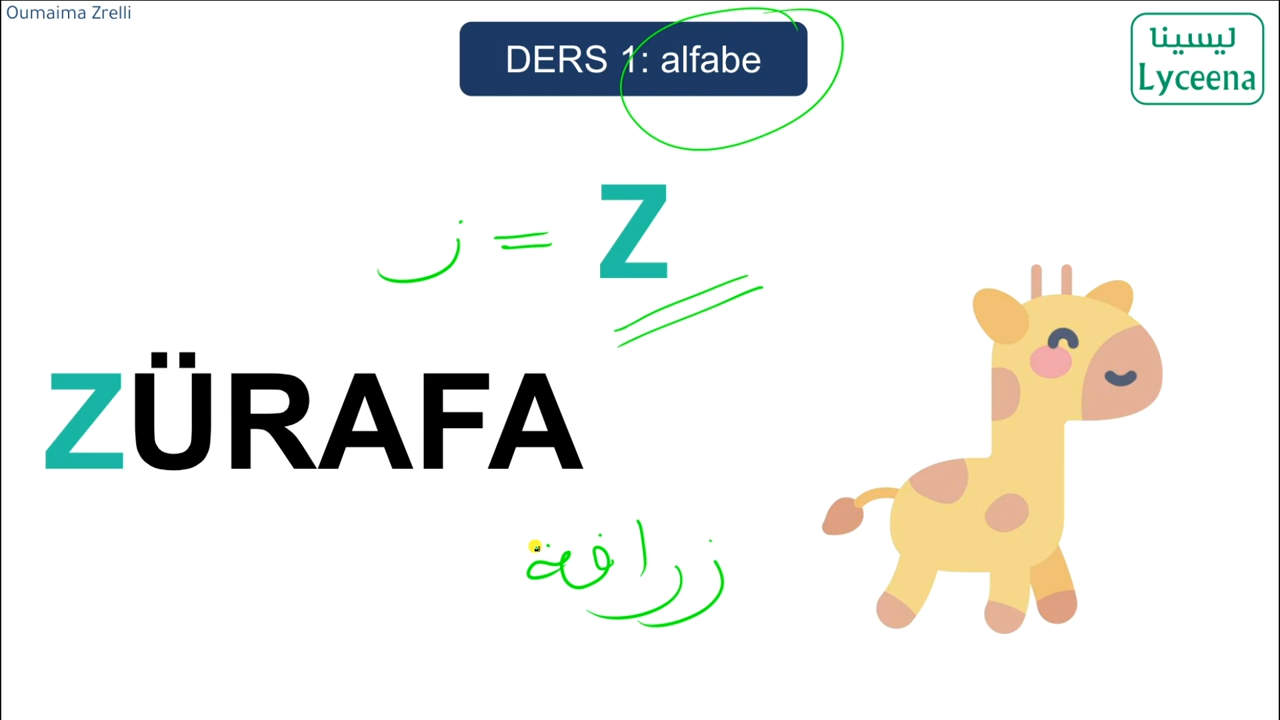 Oumaima Zrelli
DERS 1: alfabe
ليسينا
Lyceena
ز = Z
ZÜRAFA
زرافة